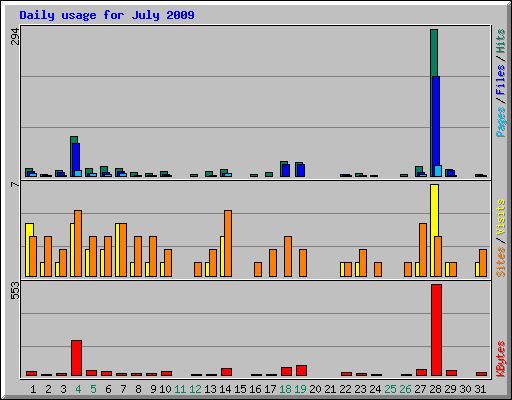 Daily usage for July 2009
294
Pages / Files / Hits
7
Sites / Visits
553
KBytes
1 2 3 4 5 6 7 8 9 10 11 12 13 14 15 16 17 18 19 20 21 22 23 24 25 26 27 28 29 30 31